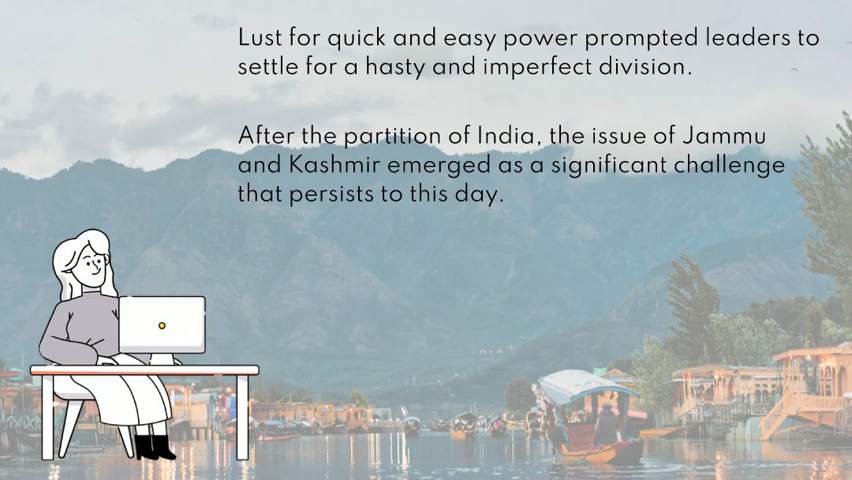 Lust for quick and easy power prompted leaders to
settle for a hasty and imperfect division.
After the partition of India, the issue of Jammu
and Kashmir emerged as a significant challenge
that persists to this day.